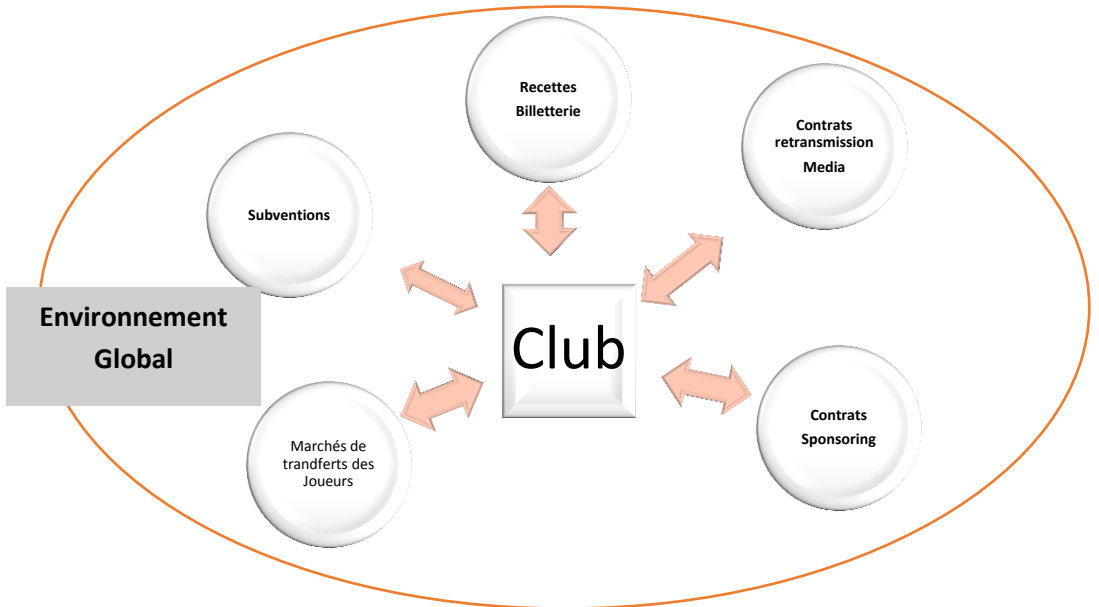 Recettes
Billetterie
Contrats
retransmission
Media
Subventions
Environnement
Global
Club
Contrats
Sponsoring
Marchés de
trandferts des
Joueurs